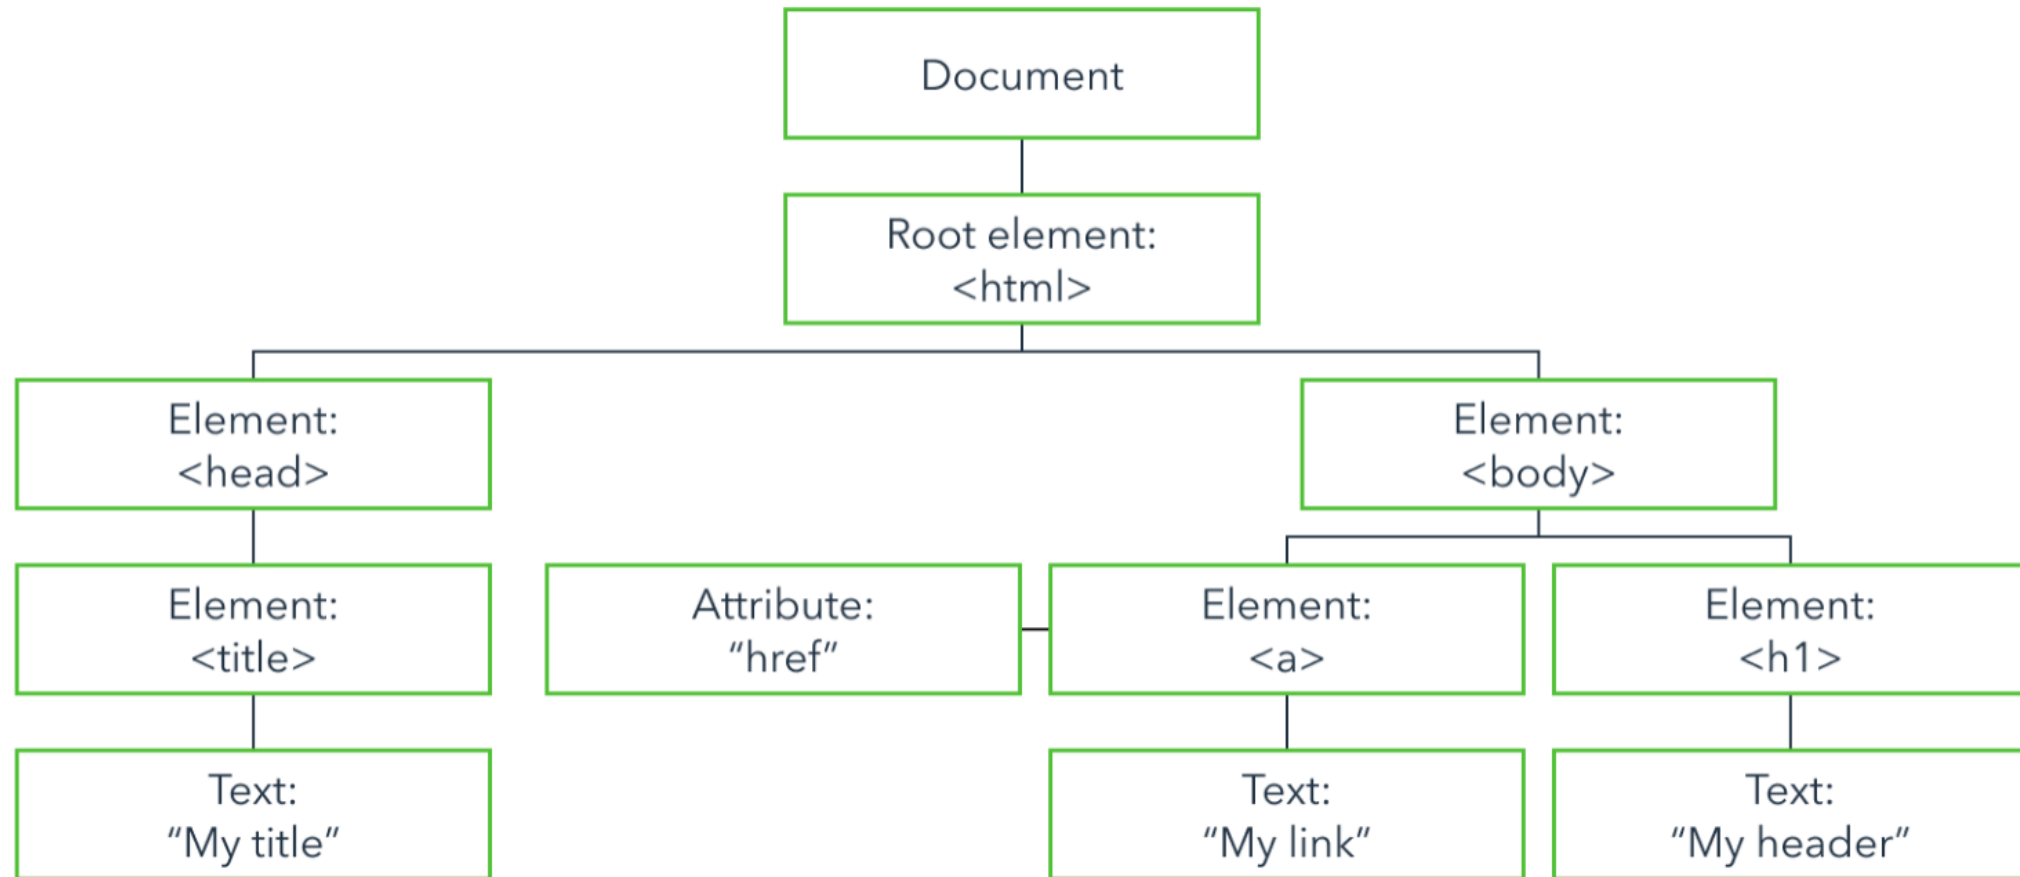 Document
Root element:
<html>
Element:
<head>
Element:
<body>
Element:
<title>
Attribute:
“href”
Element:
<a>
Element:
<h1>
Text:
“My title”
Text:
“My link”
Text:
“My header”